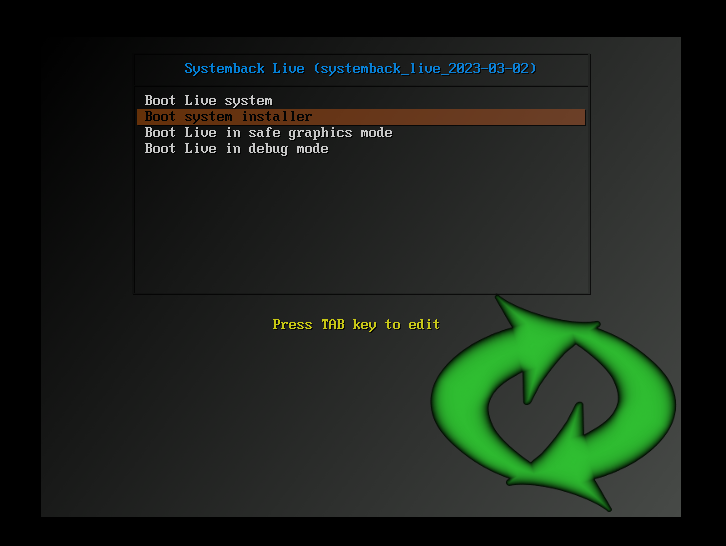 Systemback Live (systemback_live_2023-03-02)
Boot Live system
Boot system installer
Boot Live in safe graphics mode
Boot Live in debug mode
Press TAB key to edit